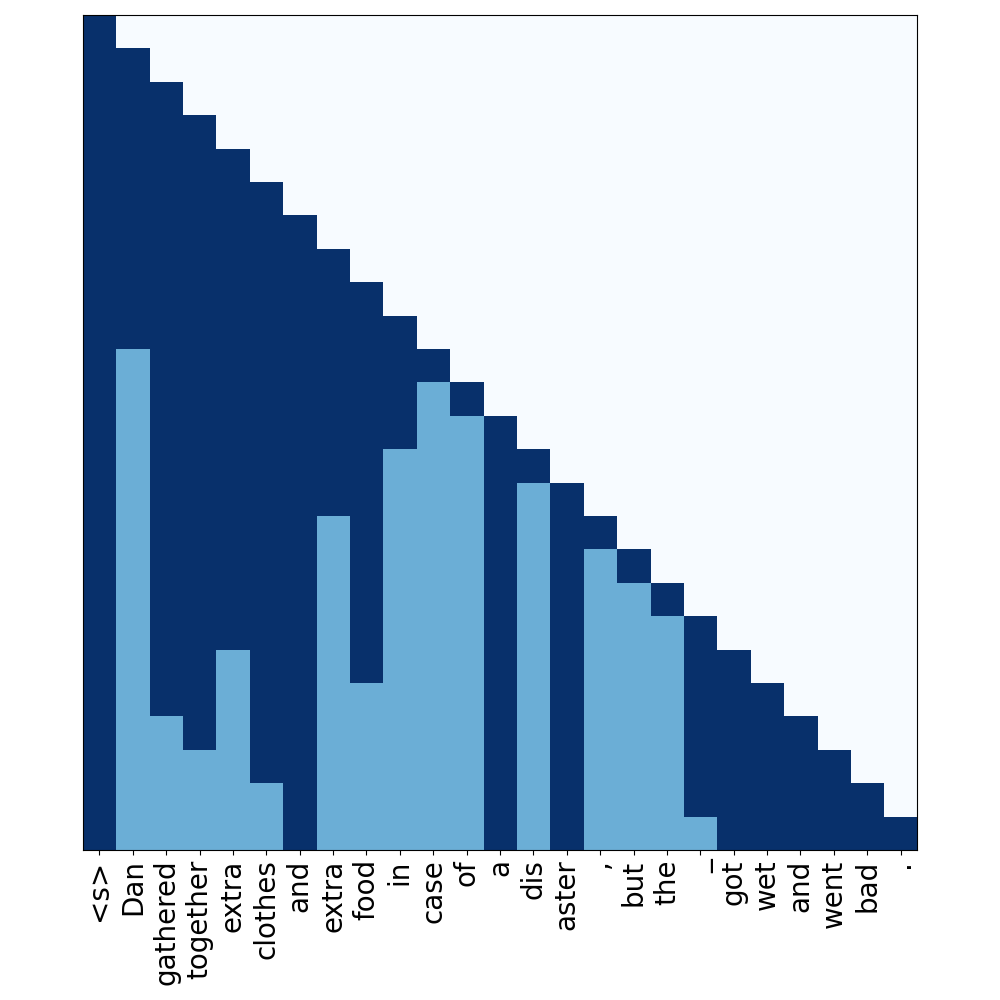 <s> Dan gathered together extra clothes and extra food in case of a dis aster , but the _ got wet and went bad .